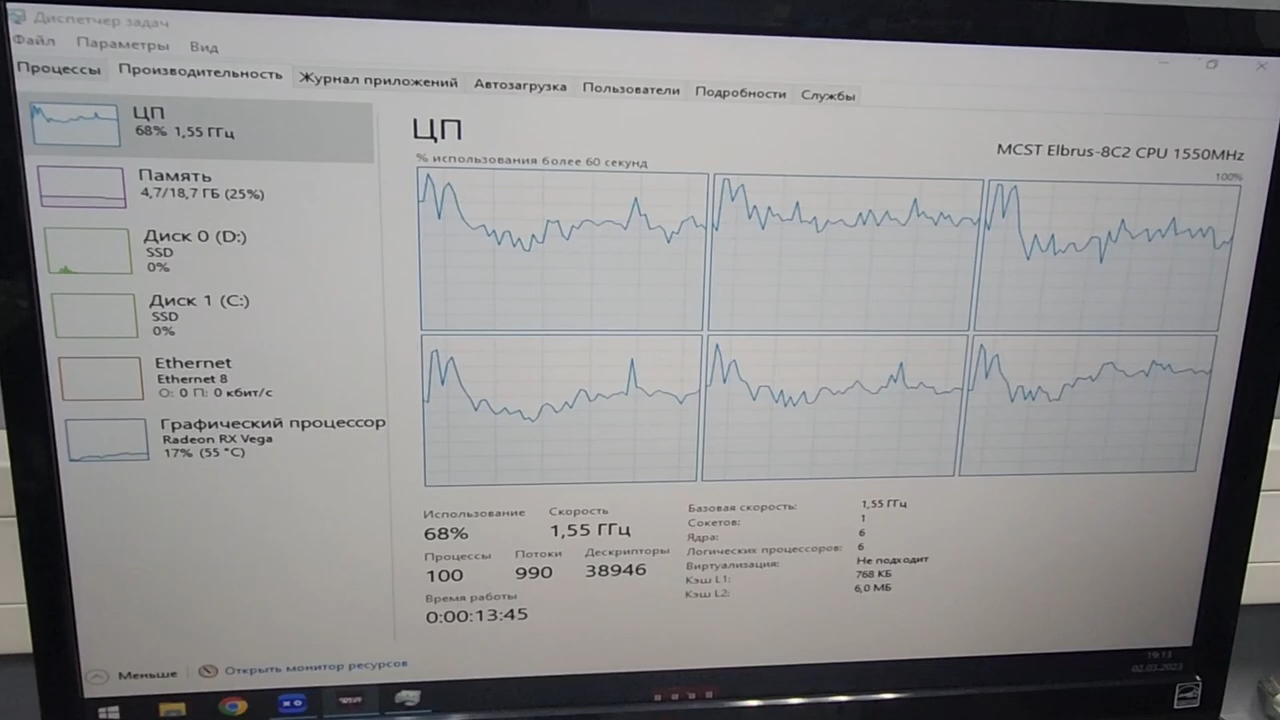 Диспетчер задач
Файл Параметры Вид
Процессы Производительность Журнал приложений Автозагрузка Пользователи Подробности Службы
ЦП
68% 1,55 ГГц
Память
4,7/18,7 ГБ (25%)
Диск 0 (D:)
SSD
0%
Диск 1 (C:)
SSD
0%
Ethernet
Ethernet 8
О: 0 П: 0 кбит/с
Графический процессор
Radeon RX Vega
17% (55 °C)
ЦП
MCST Elbrus-8C2 CPU 1550MHz
% использования более 60 секунд
100%
Использование
68%
Скорость
1,55 ГГц
Процессы
100
Потоки
990
Дескрипторы
38946
Время работы
0:00:13:45
Базовая скорость: 1,55 ГГц
Сокетов: 1
Ядра: 6
Логических процессоров: 6
Виртуализация: Не подходит
Кэш L1: 768 КБ
Кэш L2: 6,0 МБ
Меньше
Открыть монитор ресурсов
19:13
02.03.2023